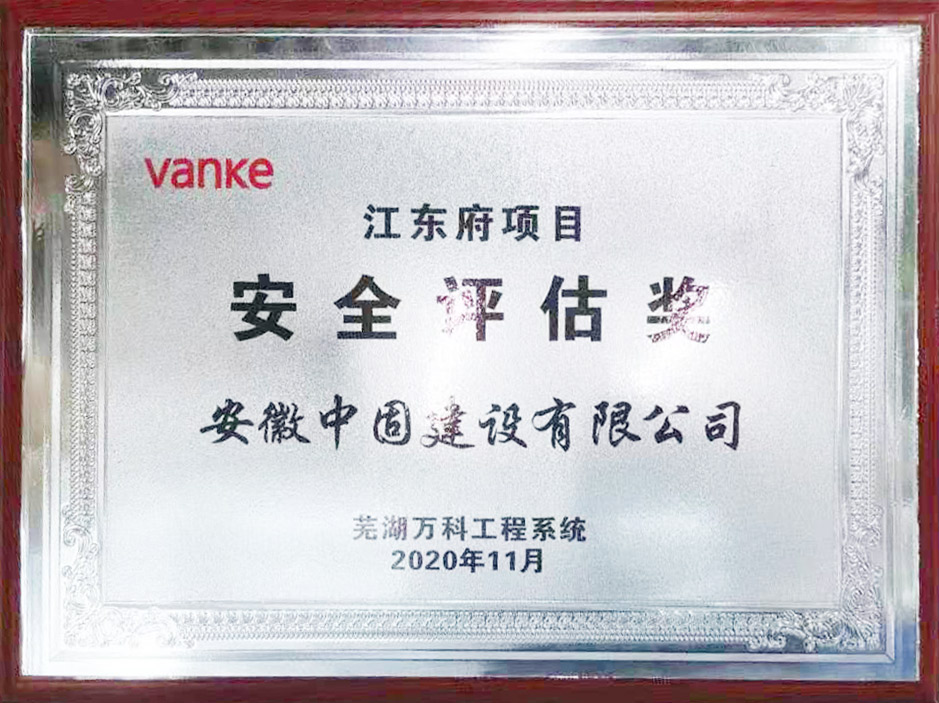 vanke
江东府项目
安全评估奖
安徽中固建设有限公司
芜湖万科工程系统
2020年11月